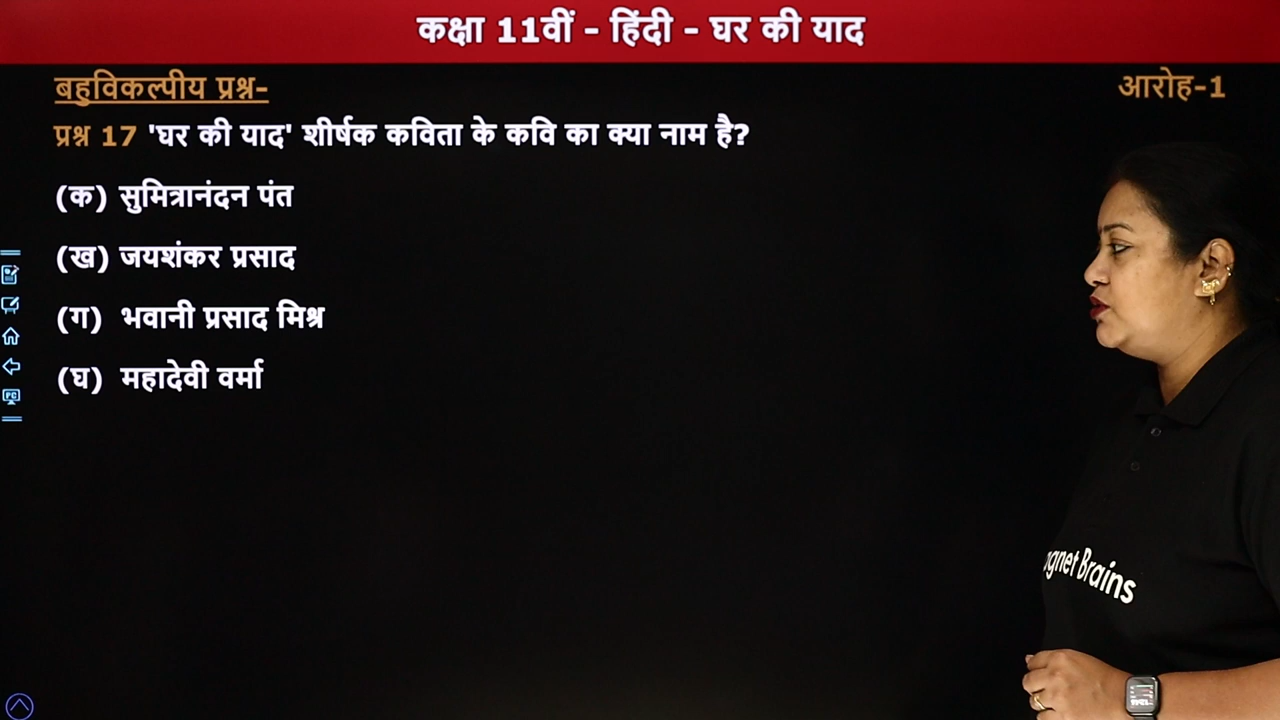 कक्षा 11वीं - हिंदी - घर की याद
बहुविकल्पीय प्रश्न-
आरोह-1
प्रश्न 17 'घर की याद' शीर्षक कविता के कवि का क्या नाम है?
(क) सुमित्रानंदन पंत
(ख) जयशंकर प्रसाद
(ग) भवानी प्रसाद मिश्र
(घ) महादेवी वर्मा
Brains